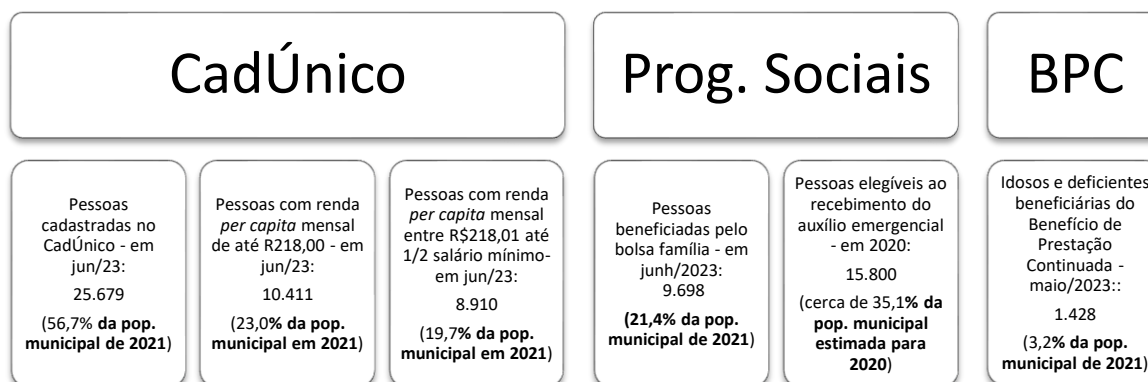 CadÚnico
Pessoas
cadastradas no
CadÚnico - em
jun/23:
25.679
(56,7% da pop.
municipal de 2021)
Pessoas com renda
per capita mensal
de até R218,00 - em
jun/23:
10.411
(23,0% da pop.
municipal em 2021)
Pessoas com renda
per capita mensal
entre R$218,01 até
1/2 salário mínimo-
em jun/23:
8.910
(19,7% da pop.
municipal em 2021)
Prog. Sociais
Pessoas
beneficiadas pelo
bolsa família - em
junh/2023:
9.698
(21,4% da pop.
municipal de 2021)
Pessoas elegíveis ao
recebimento do
auxílio emergencial
- em 2020:
15.800
(cerca de 35,1% da
pop. municipal
estimada para
2020)
BPC
Idosos e deficientes
beneficiárias do
Benefício de
Prestação
Continuada -
maio/2023::
1.428
(3,2% da pop.
municipal de 2021)